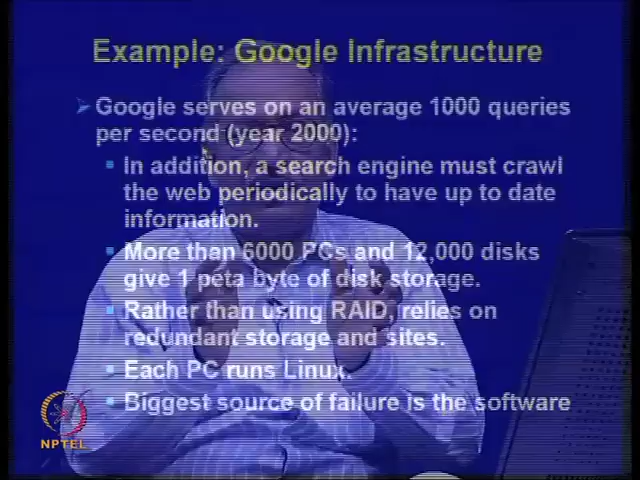 Example: Google Infrastructure
Google serves on an average 1000 queries
per second (year 2000):
In addition, a search engine must crawl
the web periodically to have up to date
information.
More than 6000 PCs and 12,000 disks
give 1 peta byte of disk storage.
Rather than using RAID, relies on
redundant storage and sites.
Each PC runs Linux.
Biggest source of failure is the software
NPTEL